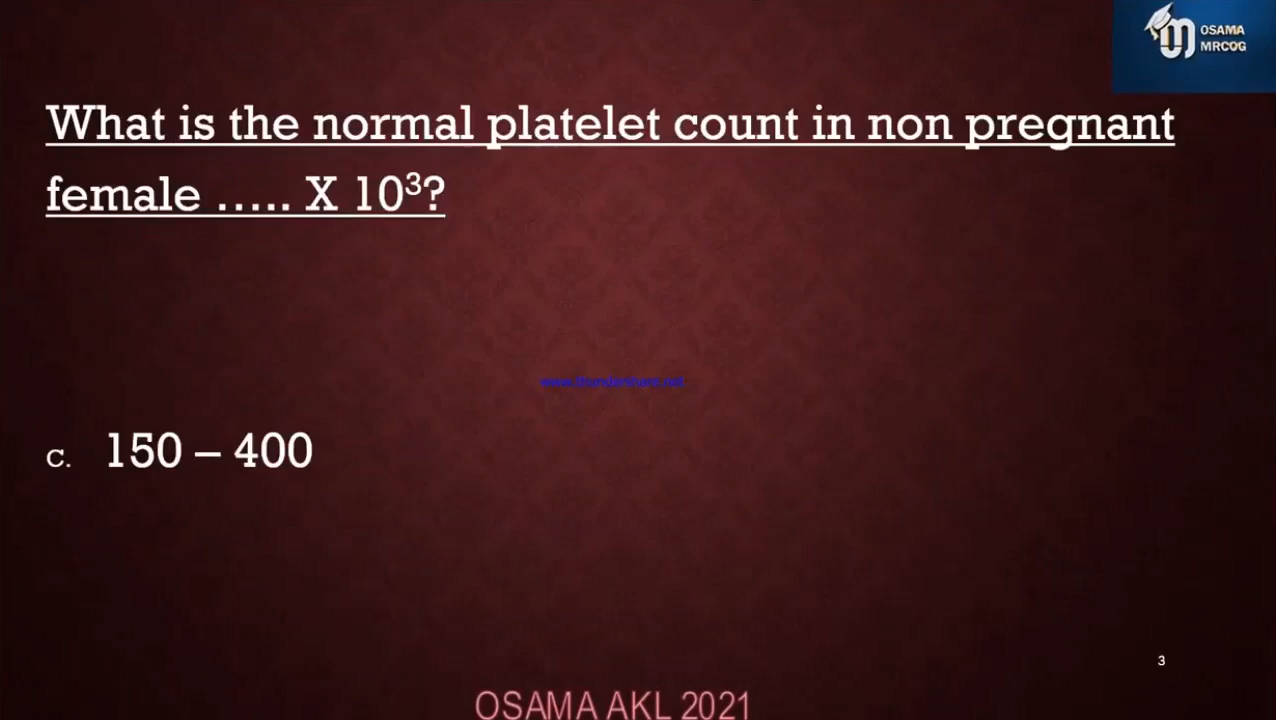 OSAMA
MRCOG
What is the normal platelet count in non pregnant
female ..... X 10³?
C. 150 – 400
3
OSAMA AKL 2021